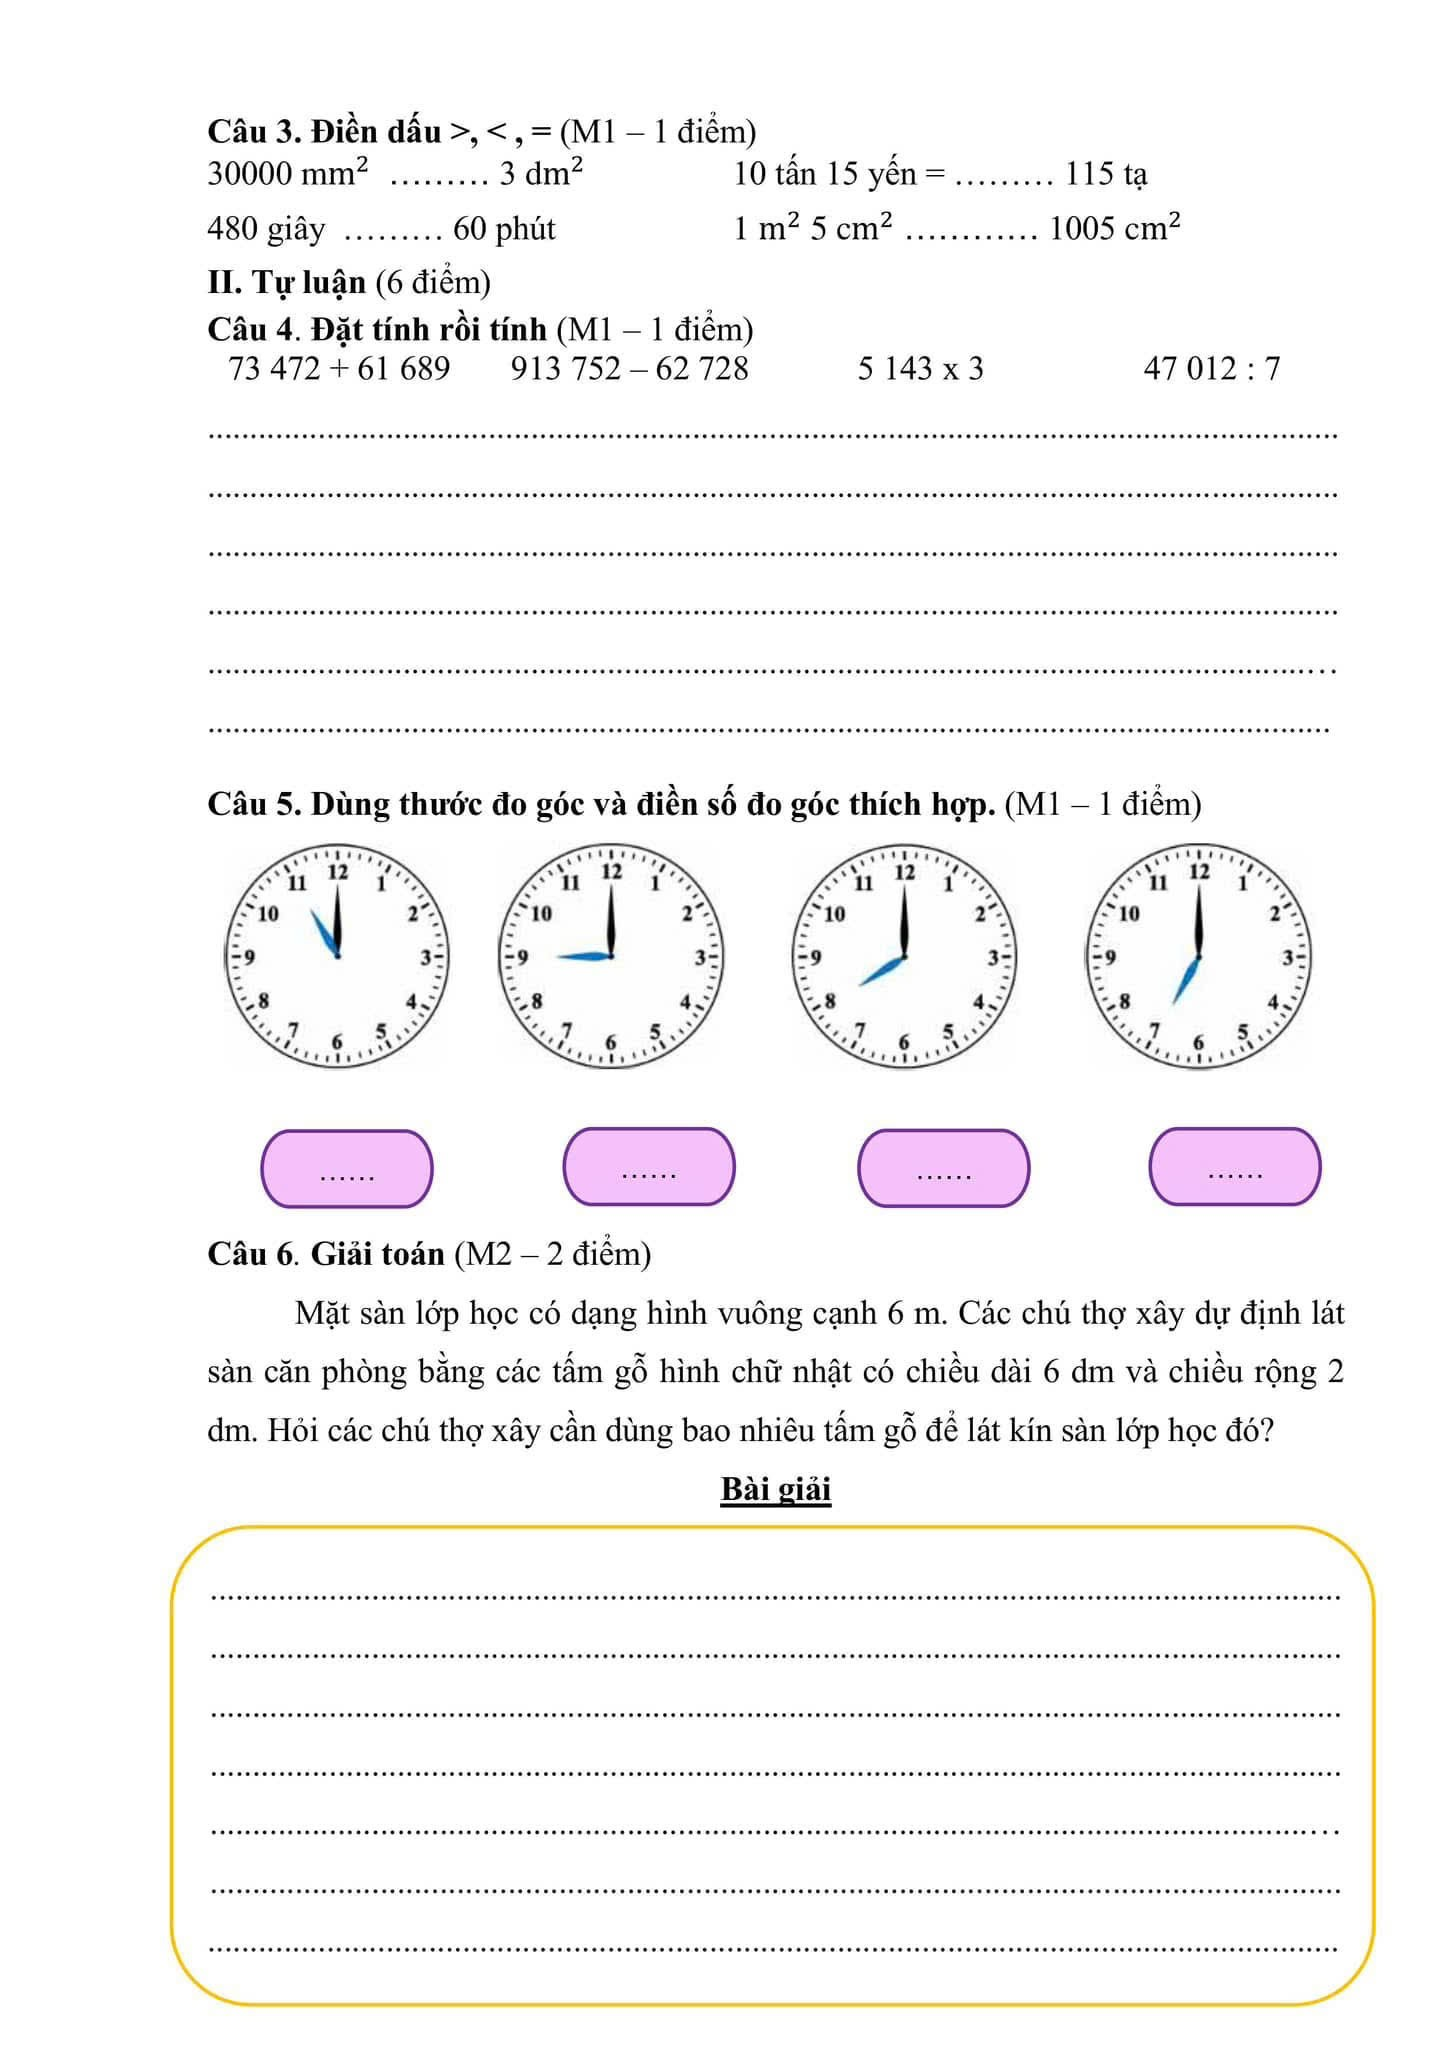 Câu 3. Điền dấu >, < , = (M1 – 1 điểm)
30000 mm² ……… 3 dm² 10 tấn 15 yến = ……… 115 tạ
480 giây ……… 60 phút 1 m² 5 cm² ………… 1005 cm²
II. Tự luận (6 điểm)
Câu 4. Đặt tính rồi tính (M1 – 1 điểm)
73 472 + 61 689 913 752 – 62 728 5 143 x 3 47 012 : 7
Câu 5. Dùng thước đo góc và điền số đo góc thích hợp. (M1 – 1 điểm)
12 1 2 3 4 5 6 7 8 9 10 11
12 1 2 3 4 5 6 7 8 9 10 11
12 1 2 3 4 5 6 7 8 9 10 11
12 1 2 3 4 5 6 7 8 9 10 11
…… …… …… ……
Câu 6. Giải toán (M2 – 2 điểm)
Mặt sàn lớp học có dạng hình vuông cạnh 6 m. Các chú thợ xây dự định lát
sàn căn phòng bằng các tấm gỗ hình chữ nhật có chiều dài 6 dm và chiều rộng 2
dm. Hỏi các chú thợ xây cần dùng bao nhiêu tấm gỗ để lát kín sàn lớp học đó?
Bài giải